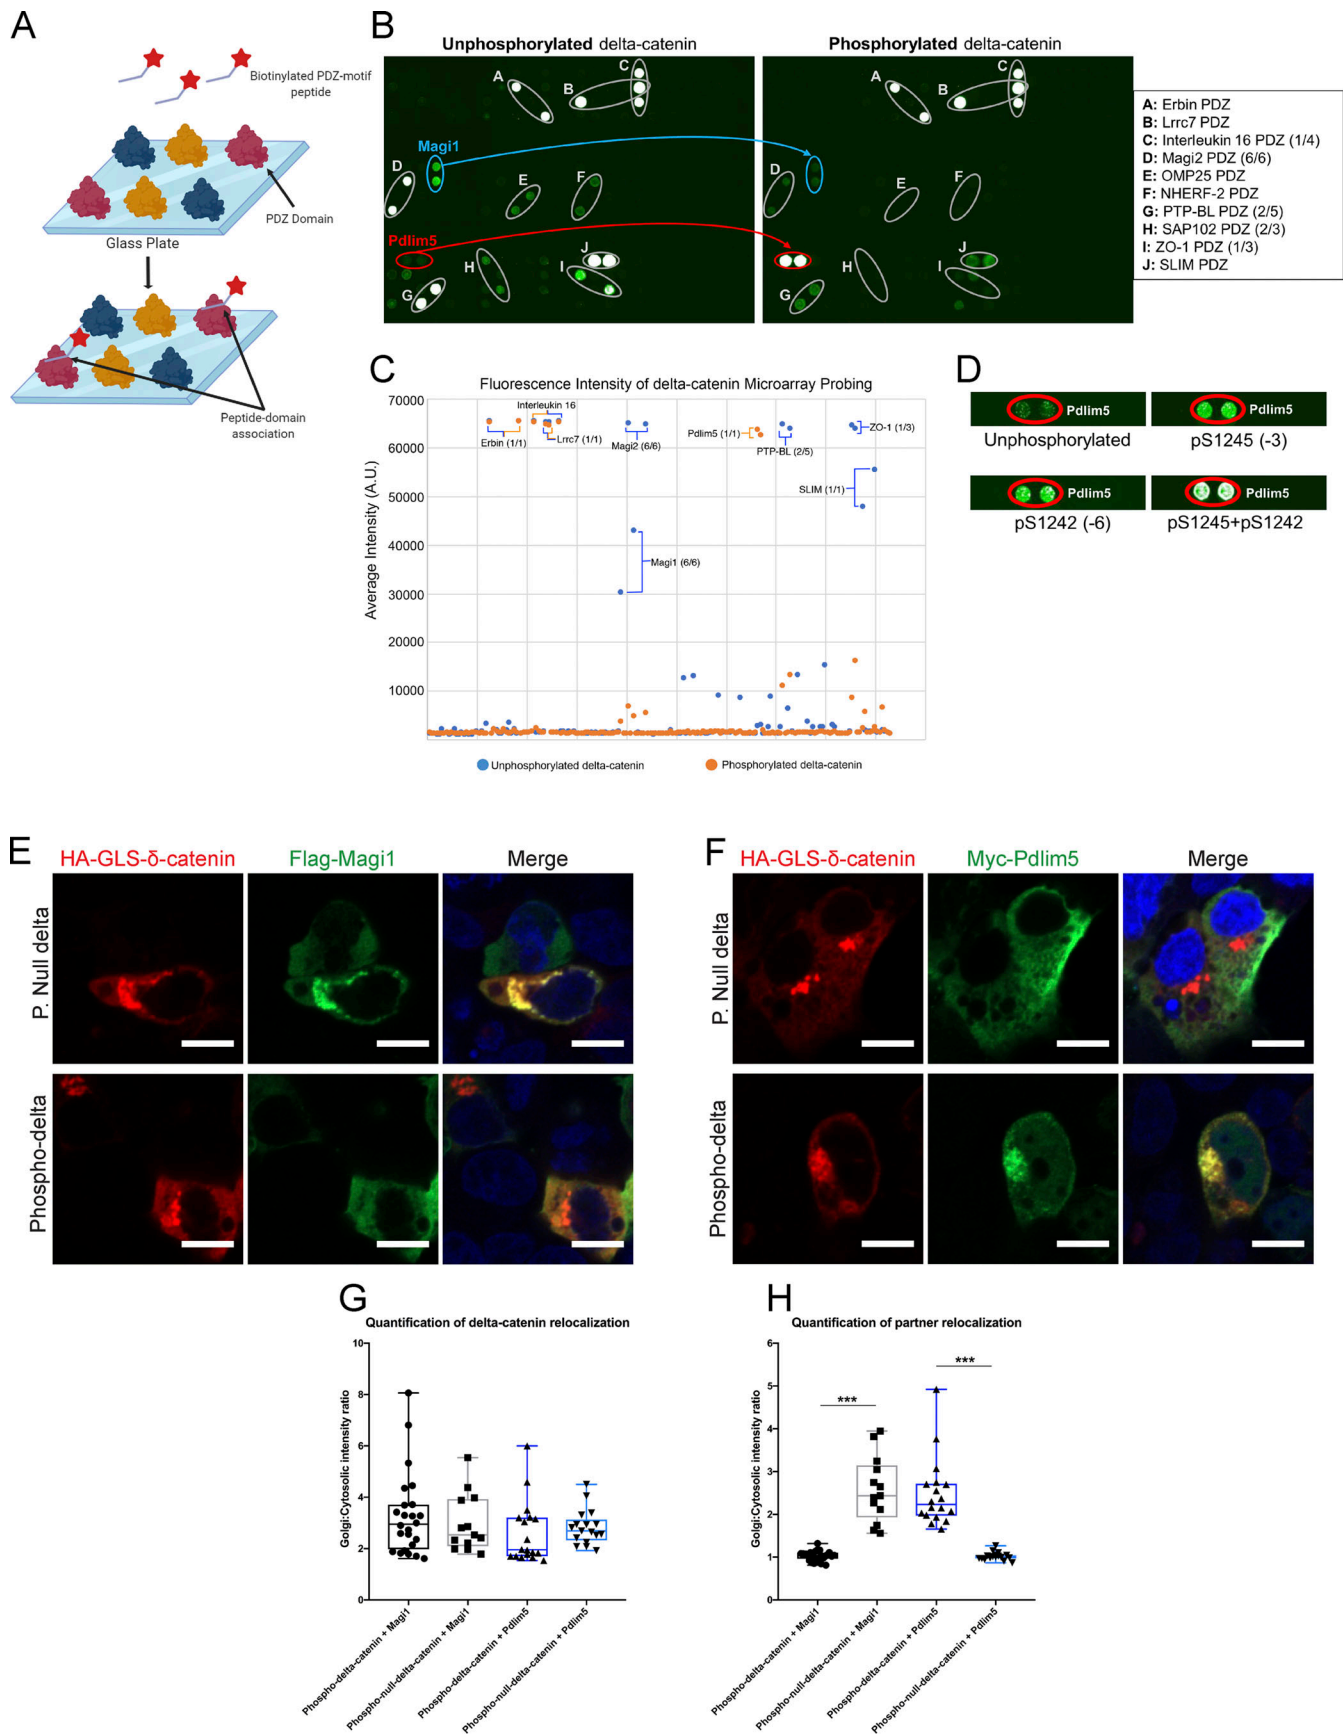 A
Biotinylated PDZ-motif
peptide
PDZ Domain
Glass Plate
Peptide-domain
association
B
Unphosphorylated delta-catenin
Phosphorylated delta-catenin
A
B
C
Magi1
D
E
F
Pdlim5
G
H
I
J
A
B
C
D
E
F
G
H
I
J
A: Erbin PDZ
B: Lrrc7 PDZ
C: Interleukin 16 PDZ (1/4)
D: Magi2 PDZ (6/6)
E: OMP25 PDZ
F: NHERF-2 PDZ
G: PTP-BL PDZ (2/5)
H: SAP102 PDZ (2/3)
I: ZO-1 PDZ (1/3)
J: SLIM PDZ
C
Fluorescence Intensity of delta-catenin Microarray Probing
Average Intensity (A.U.)
70000
60000
50000
40000
30000
20000
10000
Interleukin 16
Erbin (1/1)
Lrrc7 (1/1)
Magi2 (6/6)
Pdlim5 (1/1)
PTP-BL (2/5)
ZO-1 (1/3)
SLIM (1/1)
Magi1 (6/6)
Unphosphorylated delta-catenin
Phosphorylated delta-catenin
D
Pdlim5
Unphosphorylated
Pdlim5
pS1245 (-3)
Pdlim5
pS1242 (-6)
Pdlim5
pS1245+pS1242
E
HA-GLS-δ-catenin
Flag-Magi1
Merge
P. Null delta
Phospho-delta
F
HA-GLS-δ-catenin
Myc-Pdlim5
Merge
P. Null delta
Phospho-delta
G
Quantification of delta-catenin relocalization
Golgi:Cytosolic intensity ratio
10
8
6
4
2
0
Phospho-delta-catenin + Magi1
Phospho-null-delta-catenin + Magi1
Phospho-delta-catenin + Pdlim5
Phospho-null-delta-catenin + Pdlim5
H
Quantification of partner relocalization
Golgi:Cytosolic intensity ratio
6
5
4
3
2
1
0
***
***
Phospho-delta-catenin + Magi1
Phospho-null-delta-catenin + Magi1
Phospho-delta-catenin + Pdlim5
Phospho-null-delta-catenin + Pdlim5